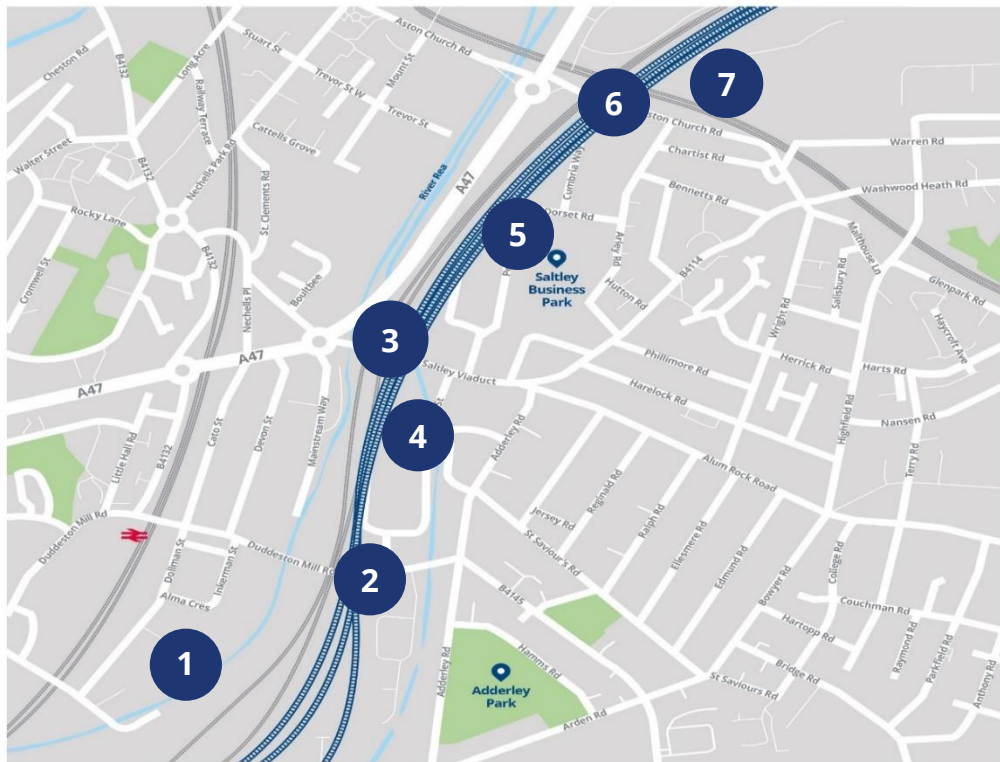 Aston Church Rd
Stuart St
Cheston Rd
B4132
Long Acre
Mount St
Trevor St W
Railway Terrace
Trevor St
7
6
ston Church Rd
Cattells Grove
Walter Street
Nechells Park Rd
B4132
River Rea
A47
Cumbria Way
Chartist Rd
Warren Rd
Bennetts Rd
Washwood Heath Rd
St. Clements Rd
Rocky Lane
B4132
Dorset Rd
5
Arley Rd
Malthouse Ln
B4114
Cromwell St
Saltley
Business
Park
Salisbury Rd
Glenpark Rd
Boultbee
Hutton Rd
Nechells Pl
Wright Rd
Haycroft Ave
3
A47
A47
Saltley Viaduct
Phillimore Rd
Herrick Rd
Harts Rd
Harelock Rd
Mainstream Way
Cato St
Devon St
st
4
Adderley Rd
Highfield Rd
Nansen Rd
Little Hall Rd
B4132
Terry Rd
Alum Rock Road
Reginald Rd
Jersey Rd
Ralph Rd
Duddeston Mill Rd
Ellesmere Rd
Edmund Rd
St Saviour's Rd
College Rd
Dollman St
Inkerman St
Duddeston Mill Rd
2
Bowyer Rd
Alma Cres
B4145
Couchman Rd
Hartopp Rd
1
Adderley Rd
Hamms Rd
Raymond Rd
Parkfield Rd
Bridge Rd
Anthony Rd
Adderley
Park
St Saviours Rd
Arden Rd